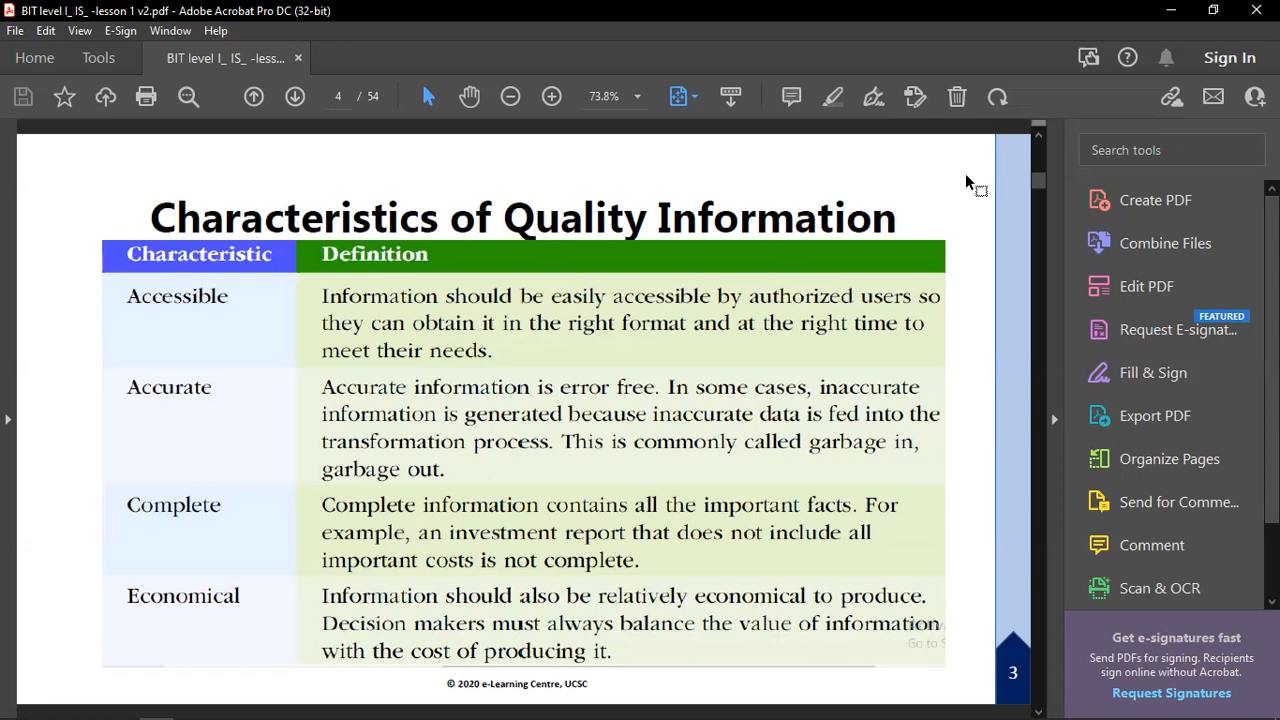 BIT level I_ IS_ -lesson 1 v2.pdf - Adobe Acrobat Pro DC (32-bit)
File Edit View E-Sign Window Help
Home Tools BIT level I_ IS_ -less... × Sign In
4 / 54 73.8%
Characteristics of Quality Information
Characteristic Definition
Accessible Information should be easily accessible by authorized users so
they can obtain it in the right format and at the right time to
meet their needs.
Accurate Accurate information is error free. In some cases, inaccurate
information is generated because inaccurate data is fed into the
transformation process. This is commonly called garbage in,
garbage out.
Complete Complete information contains all the important facts. For
example, an investment report that does not include all
important costs is not complete.
Economical Information should also be relatively economical to produce.
Decision makers must always balance the value of information
with the cost of producing it.
Go to S
© 2020 e-Learning Centre, UCSC
3
Search tools
Create PDF
Combine Files
Edit PDF
FEATURED
Request E-signat...
Fill & Sign
Export PDF
Organize Pages
Send for Comme...
Comment
Scan & OCR
Get e-signatures fast
Send PDFs for signing. Recipients
sign online without Acrobat.
Request Signatures